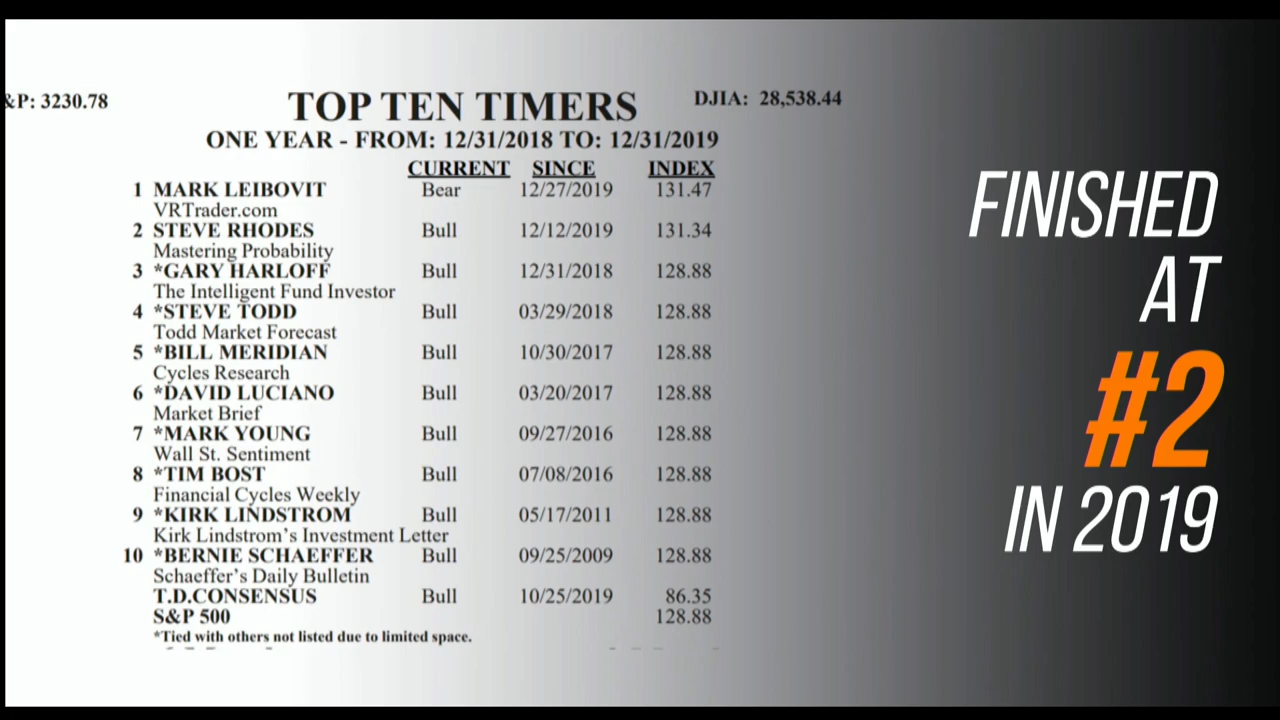 &P: 3230.78
TOP TEN TIMERS
DJIA: 28,538.44
ONE YEAR - FROM: 12/31/2018 TO: 12/31/2019
CURRENT SINCE INDEX
1 MARK LEIBOVIT Bear 12/27/2019 131.47
VRTrader.com
2 STEVE RHODES Bull 12/12/2019 131.34
Mastering Probability
3 *GARY HARLOFF Bull 12/31/2018 128.88
The Intelligent Fund Investor
4 *STEVE TODD Bull 03/29/2018 128.88
Todd Market Forecast
5 *BILL MERIDIAN Bull 10/30/2017 128.88
Cycles Research
6 *DAVID LUCIANO Bull 03/20/2017 128.88
Market Brief
7 *MARK YOUNG Bull 09/27/2016 128.88
Wall St. Sentiment
8 *TIM BOST Bull 07/08/2016 128.88
Financial Cycles Weekly
9 *KIRK LINDSTROM Bull 05/17/2011 128.88
Kirk Lindstrom's Investment Letter
10 *BERNIE SCHAEFFER Bull 09/25/2009 128.88
Schaeffer's Daily Bulletin
T.D.CONSENSUS Bull 10/25/2019 86.35
S&P 500 128.88
*Tied with others not listed due to limited space.
FINISHED
AT
#2
IN 2019